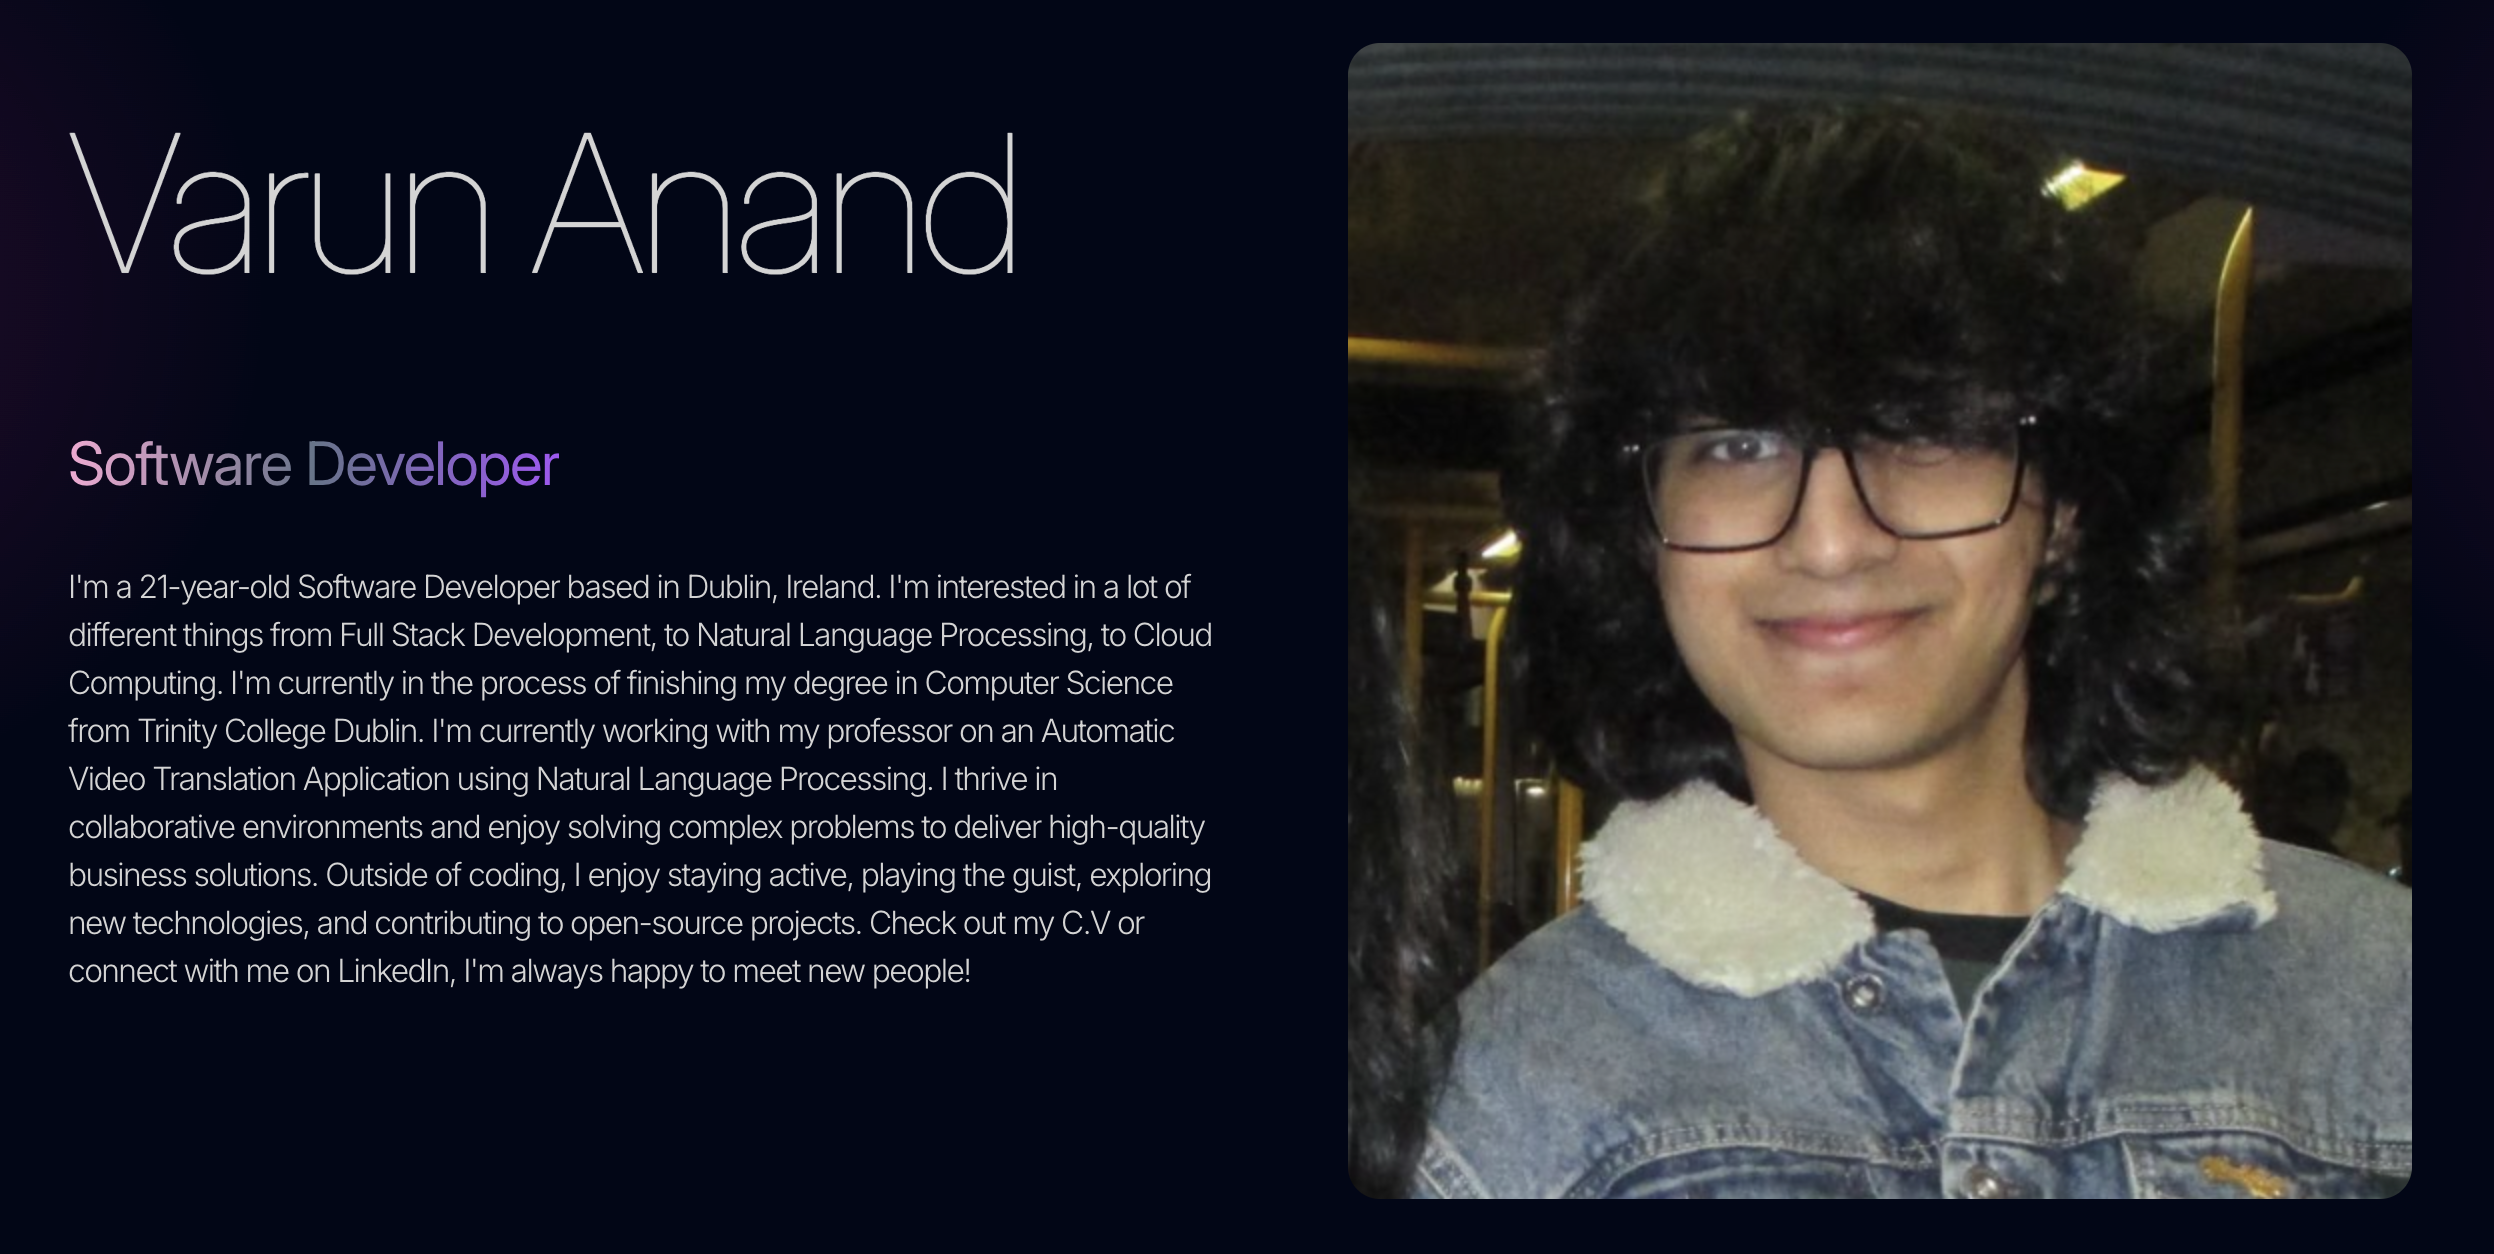 Varun Anand
Software Developer
I'm a 21-year-old Software Developer based in Dublin, Ireland. I'm interested in a lot of
different things from Full Stack Development, to Natural Language Processing, to Cloud
Computing. I'm currently in the process of finishing my degree in Computer Science
from Trinity College Dublin. I'm currently working with my professor on an Automatic
Video Translation Application using Natural Language Processing. I thrive in
collaborative environments and enjoy solving complex problems to deliver high-quality
business solutions. Outside of coding, I enjoy staying active, playing the guist, exploring
new technologies, and contributing to open-source projects. Check out my C.V or
connect with me on LinkedIn, I'm always happy to meet new people!